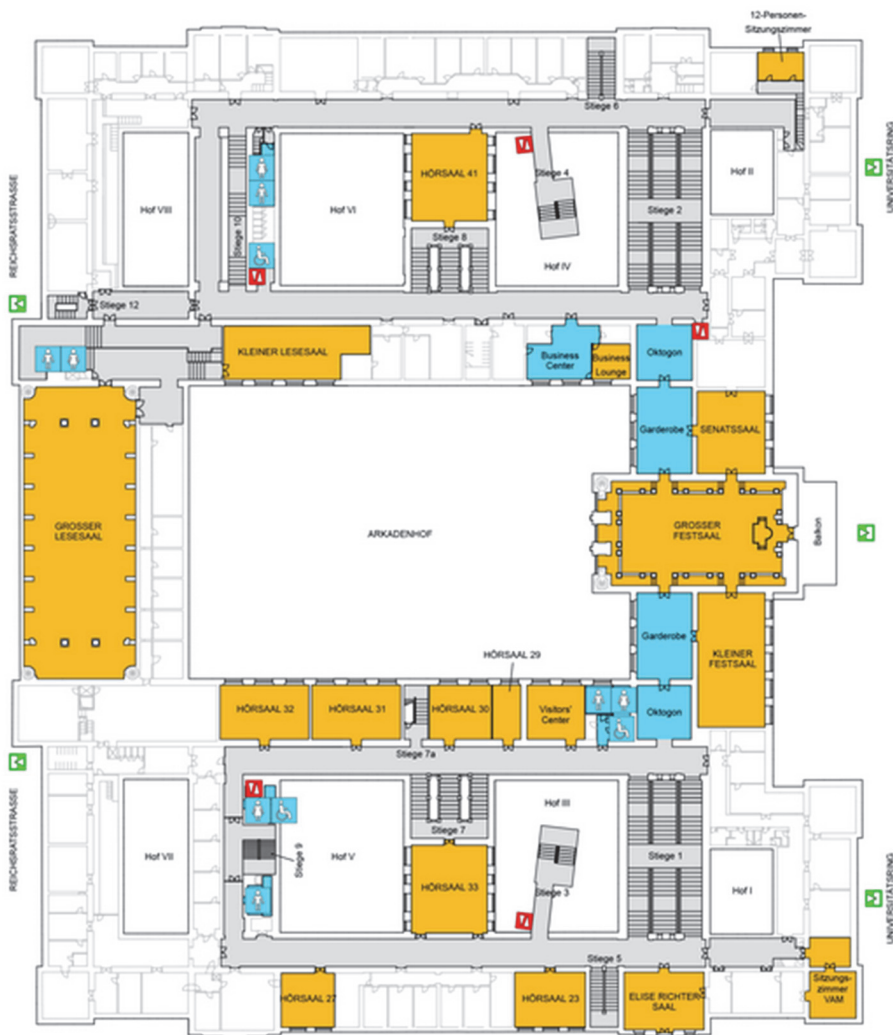 12-Personen-
Sitzungszimmer
Stiege 6
UNIVERSITÄTSRING
REICHSRATSSTRASSE
Hof VIII
Stiege 10
Hof VI
HÖRSAAL 41
Stiege 4
Stiege 2
Hof II
Stiege 8
Hof IV
Stiege 12
KLEINER LESESAAL
Business
Center
Business
Lounge
Oktogon
Garderobe
SENATSSAAL
GROSSER
LESESAAL
ARKADENHOF
GROSSER
FESTSAAL
Balkon
Garderobe
KLEINER
FESTSAAL
HÖRSAAL 29
HÖRSAAL 32
HÖRSAAL 31
HÖRSAAL 30
Visitors'
Center
Oktogon
Stiege 7a
REICHSRATSSTRASSE
Hof VII
Stiege 9
Hof V
Stiege 7
HÖRSAAL 33
Hof III
Stiege 3
Stiege 1
Hof I
UNIVERSITÄTSRING
Stiege 5
HÖRSAAL 27
HÖRSAAL 23
ELISE RICHTER-
SAAL
Sitzungs-
zimmer
VAM